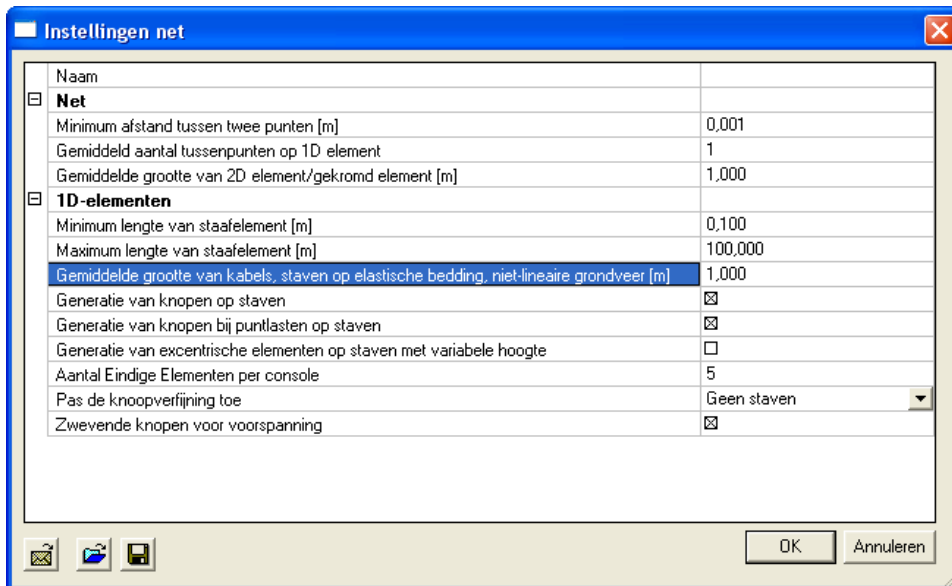 Instellingen net
Naam
Net
Minimum afstand tussen twee punten [m] 0,001
Gemiddeld aantal tussenpunten op 1D element 1
Gemiddelde grootte van 2D element/gekromd element [m] 1,000
1D-elementen
Minimum lengte van staafelement [m] 0,100
Maximum lengte van staafelement [m] 100,000
Gemiddelde grootte van kabels, staven op elastische bedding, niet-lineaire grondveer [m] 1,000
Generatie van knopen op staven
Generatie van knopen bij puntlasten op staven
Generatie van excentrische elementen op staven met variabele hoogte
Aantal Eindige Elementen per console 5
Pas de knoopverfijning toe Geen staven
Zwevende knopen voor voorspanning
OK Annuleren